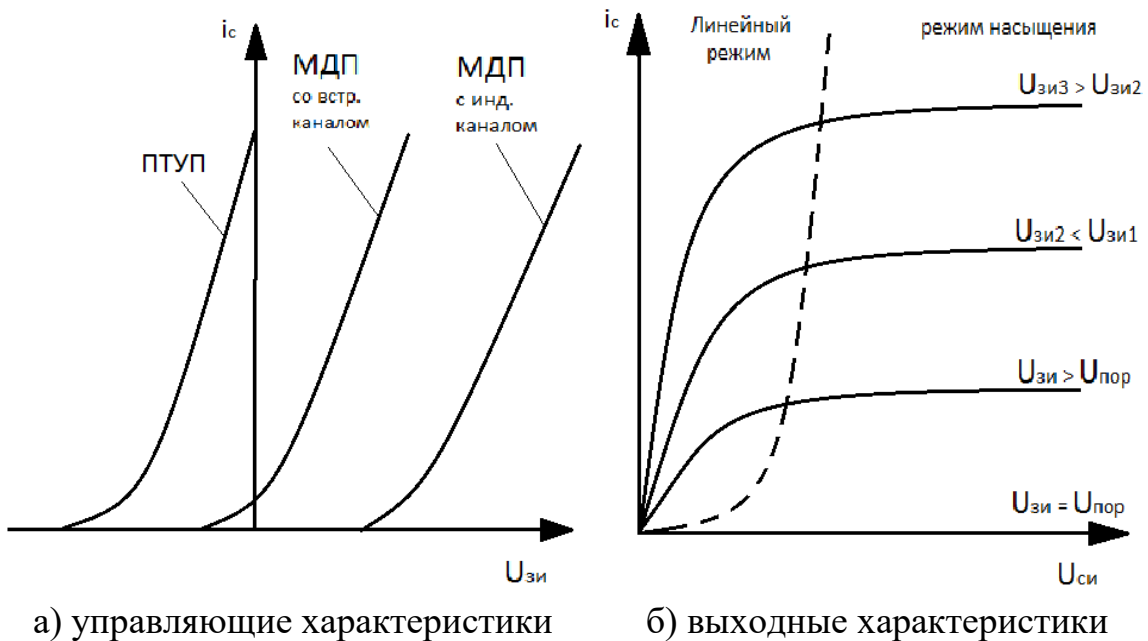 iс
МДП
со встр.
каналом
МДП
с инд.
каналом
ПТУП
Uзи
а) управляющие характеристики
iс
Линейный
режим
режим насыщения
Uзи3 > Uзи2
Uзи2 < Uзи1
Uзи > Uпор
Uзи = Uпор
Uси
б) выходные характеристики